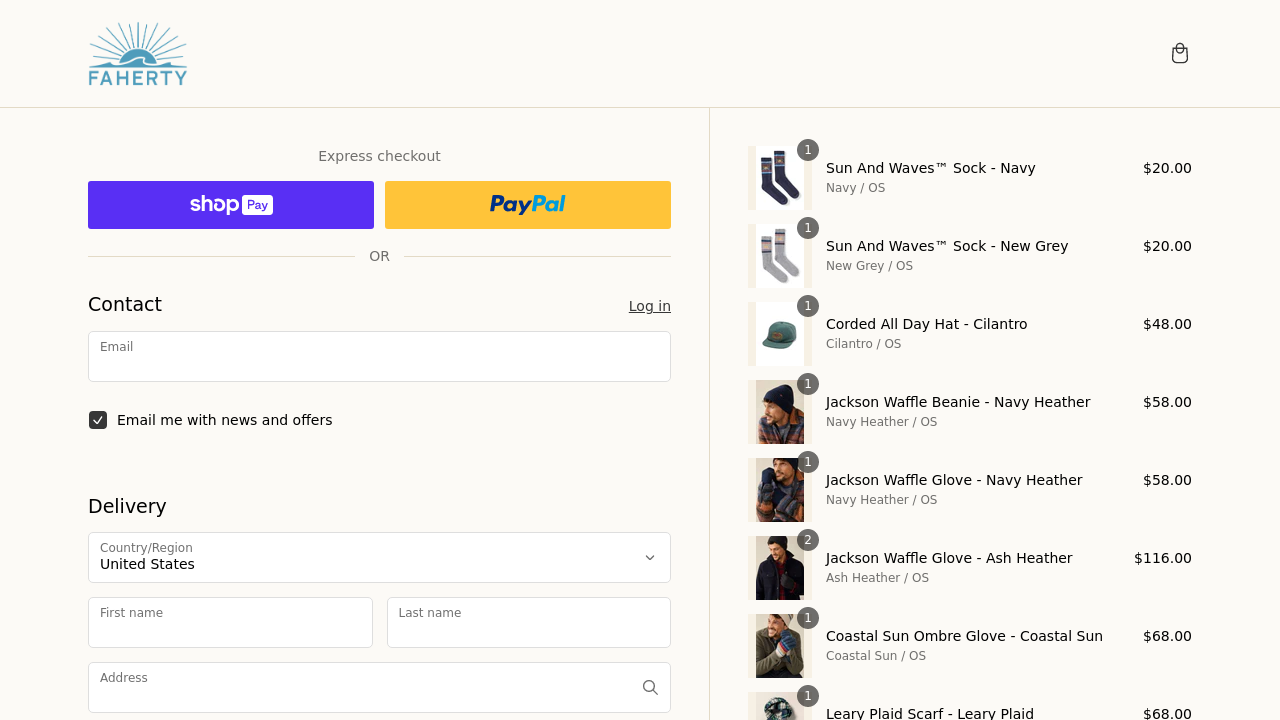 FAHERTY
Express checkout
shop Pay
PayPal
OR
Contact
Log in
Email
Email me with news and offers
Delivery
Country/Region
United States
First name
Last name
Address
1
Sun And Waves™ Sock - Navy
$20.00
Navy / OS
1
Sun And Waves™ Sock - New Grey
$20.00
New Grey / OS
1
Corded All Day Hat - Cilantro
$48.00
Cilantro / OS
1
Jackson Waffle Beanie - Navy Heather
$58.00
Navy Heather / OS
1
Jackson Waffle Glove - Navy Heather
$58.00
Navy Heather / OS
2
Jackson Waffle Glove - Ash Heather
$116.00
Ash Heather / OS
1
Coastal Sun Ombre Glove - Coastal Sun
$68.00
Coastal Sun / OS
1
Leary Plaid Scarf - Leary Plaid
$68.00